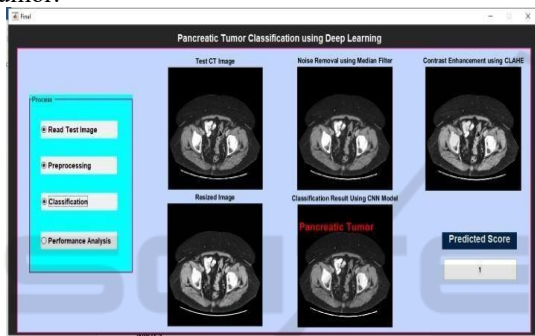 tumor.
Final
Pancreatic Tumor Classification using Deep Learning
Test CT Image
Noise Removal using Median Filter
Contrast Enhancement using CLAHE
Process
Read Test Image
Preprocessing
Classification
Performance Analysis
Resized Image
Classification Result Using CNN Model
Pancreatic Tumor
Predicted Score
1